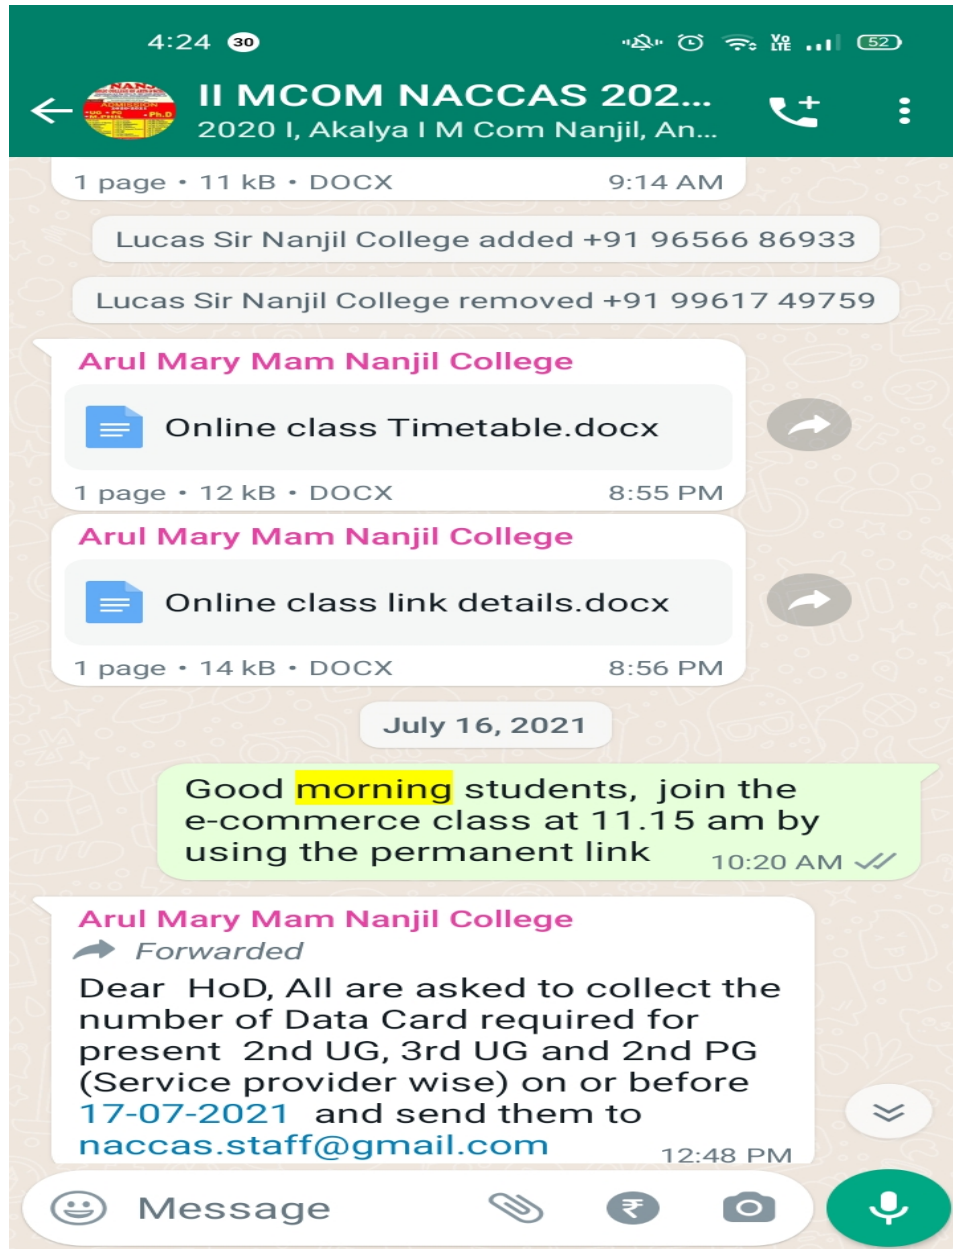 4:24 30
Vo LTE 52
NANJ
ADMISSION
II MCOM NACCAS 202...
2020 I, Akalya I M Com Nanjil, An...
1 page • 11 kB • DOCX 9:14 AM
Lucas Sir Nanjil College added +91 96566 86933
Lucas Sir Nanjil College removed +91 99617 49759
Arul Mary Mam Nanjil College
Online class Timetable.docx
1 page • 12 kB • DOCX 8:55 PM
Arul Mary Mam Nanjil College
Online class link details.docx
1 page • 14 kB • DOCX 8:56 PM
July 16, 2021
Good morning students,  join the
e-commerce class at 11.15 am by
using the permanent link 10:20 AM
Arul Mary Mam Nanjil College
Forwarded
Dear  HoD, All are asked to collect the
number of Data Card required for
present  2nd UG, 3rd UG and 2nd PG
(Service provider wise) on or before
17-07-2021  and send them to
naccas.staff@gmail.com 12:48 PM
Message ₹